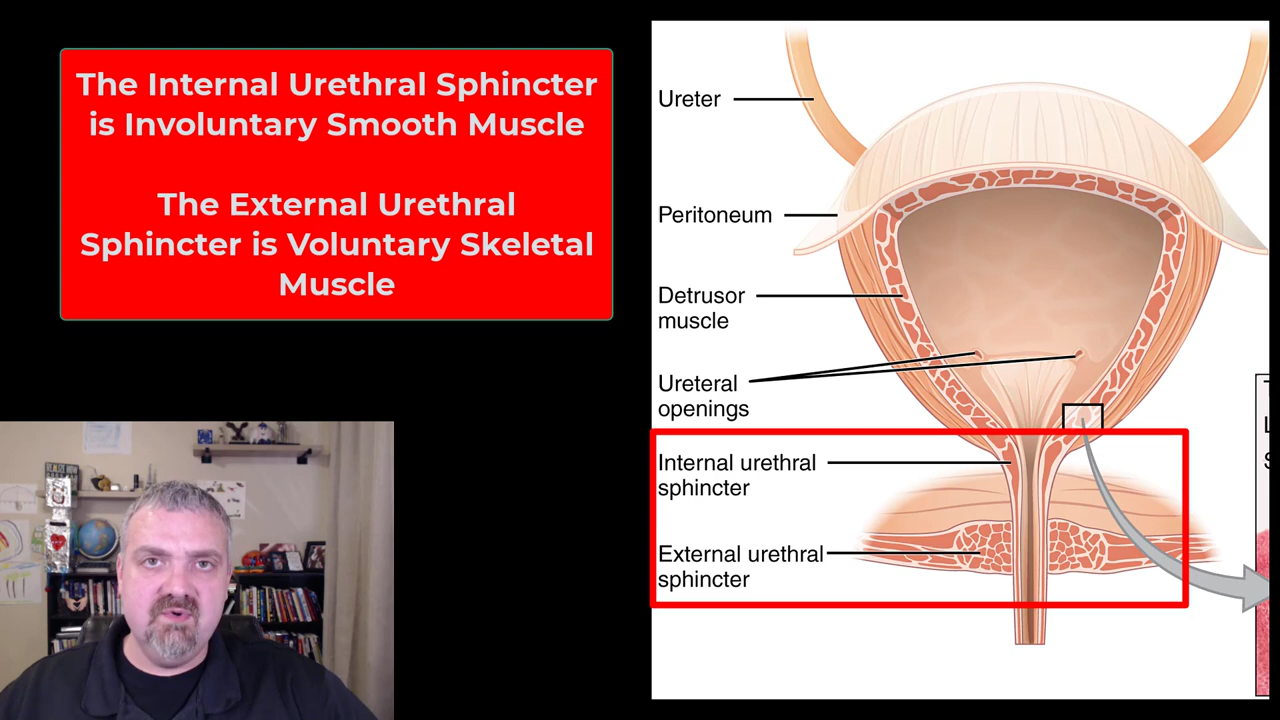 The Internal Urethral Sphincter
is Involuntary Smooth Muscle
The External Urethral
Sphincter is Voluntary Skeletal
Muscle
Ureter
Peritoneum
Detrusor
muscle
Ureteral
openings
Internal urethral
sphincter
External urethral
sphincter